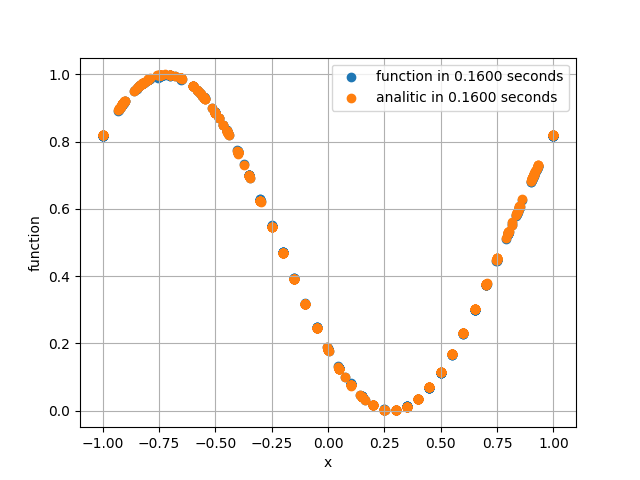 function in 0.1600 seconds
analitic in 0.1600 seconds
1.0
0.8
0.6
0.4
0.2
0.0
function
−1.00 −0.75 −0.50 −0.25 0.00 0.25 0.50 0.75 1.00
x